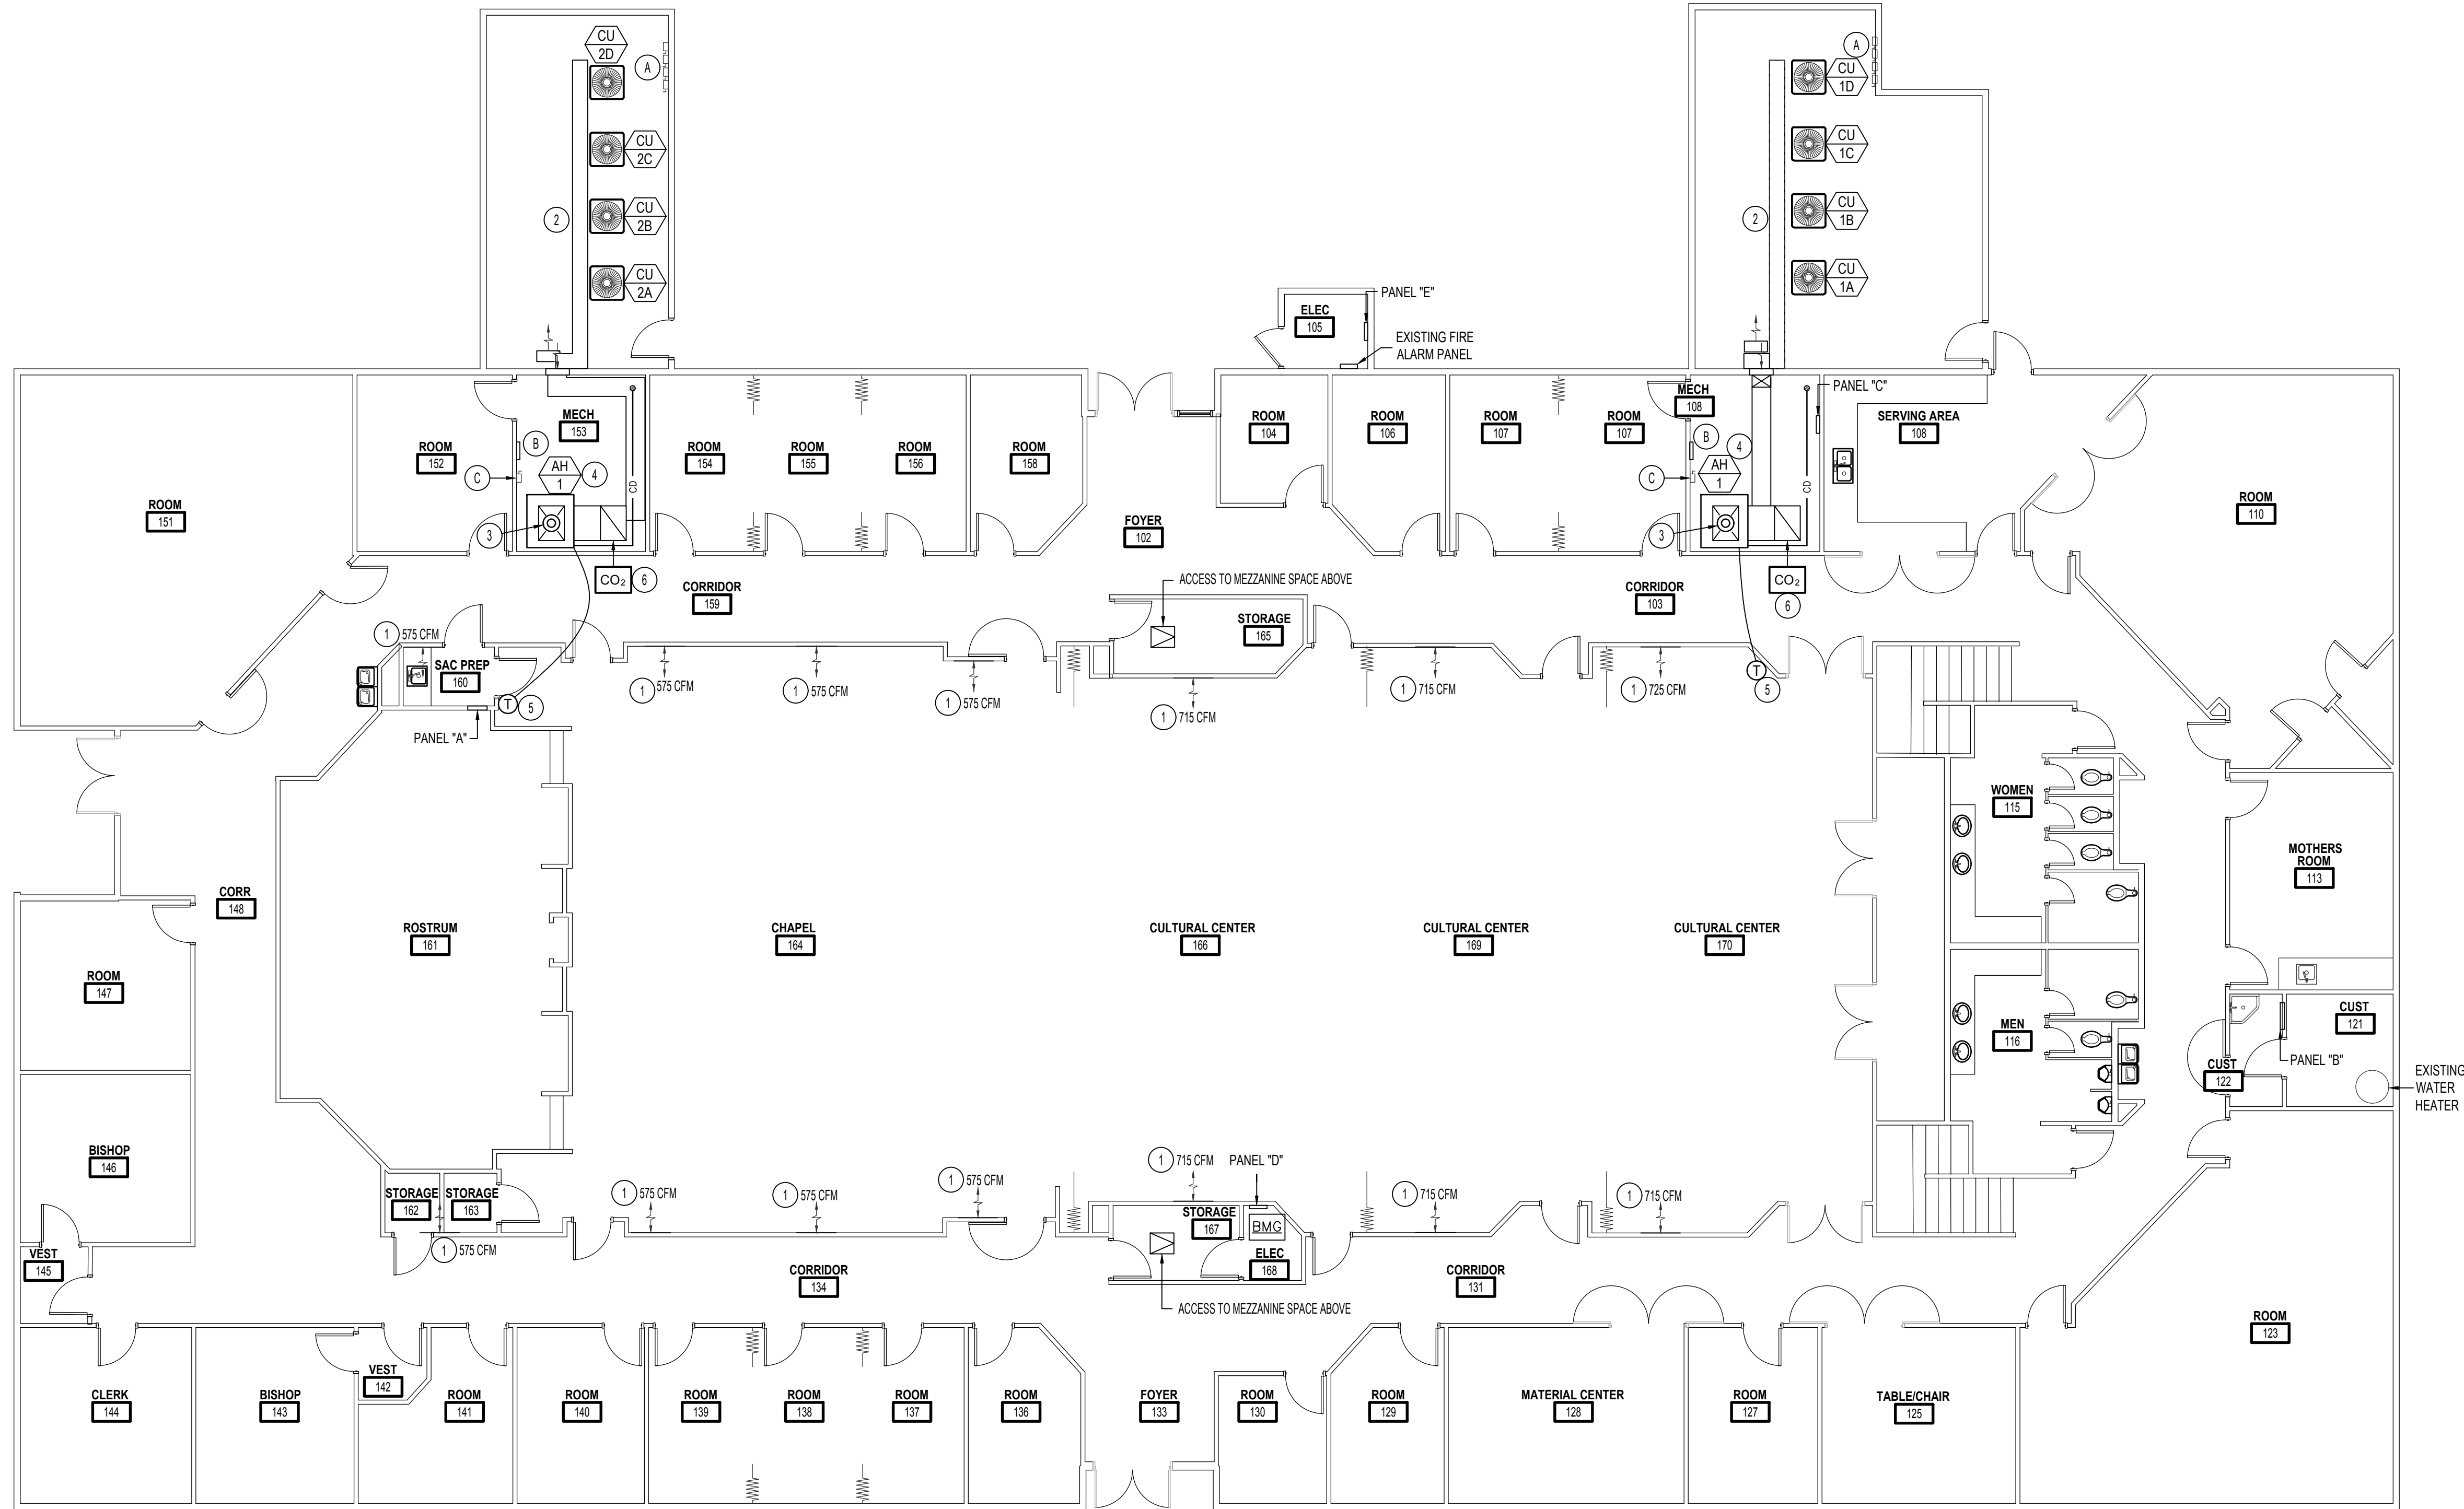 CU
2D
A
CU
2C
2
CU
2B
CU
2A
A
CU
1D
CU
1C
2
CU
1B
CU
1A
PANEL "E"
ELEC
105
EXISTING FIRE
ALARM PANEL
ROOM
151
ROOM
152
MECH
153
B
C
AH
1
4
3
CD
CO₂
6
ROOM
154
ROOM
155
ROOM
156
ROOM
158
FOYER
102
ROOM
104
ROOM
106
ROOM
107
ROOM
107
MECH
108
B
C
AH
1
4
3
CD
CO₂
6
PANEL "C"
SERVING AREA
108
ROOM
110
CORRIDOR
159
ACCESS TO MEZZANINE SPACE ABOVE
STORAGE
165
CORRIDOR
103
1
575 CFM
SAC PREP
160
T
5
PANEL "A"
1
575 CFM
1
575 CFM
1
575 CFM
1
715 CFM
1
715 CFM
1
725 CFM
T
5
WOMEN
115
MOTHERS
ROOM
113
CORR
148
ROSTRUM
161
CHAPEL
164
CULTURAL CENTER
166
CULTURAL CENTER
169
CULTURAL CENTER
170
ROOM
147
MEN
116
CUST
121
PANEL "B"
CUST
122
EXISTING
WATER
HEATER
BISHOP
146
STORAGE
162
STORAGE
163
1
575 CFM
1
575 CFM
1
575 CFM
1
575 CFM
1
715 CFM
PANEL "D"
STORAGE
167
BMG
ELEC
168
1
715 CFM
1
715 CFM
VEST
145
CORRIDOR
134
ACCESS TO MEZZANINE SPACE ABOVE
CORRIDOR
131
ROOM
123
CLERK
144
BISHOP
143
VEST
142
ROOM
141
ROOM
140
ROOM
139
ROOM
138
ROOM
137
ROOM
136
FOYER
133
ROOM
130
ROOM
129
MATERIAL CENTER
128
ROOM
127
TABLE/CHAIR
125